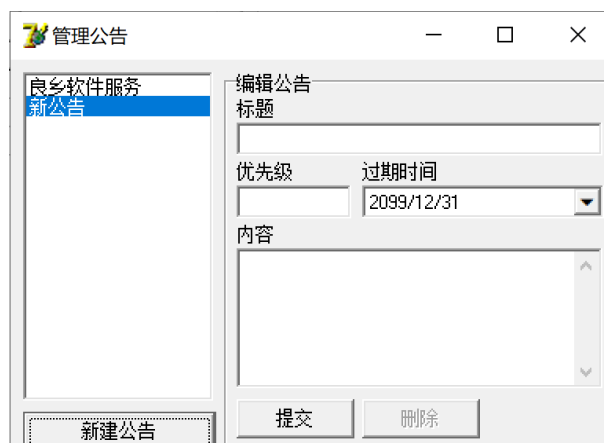 管理公告
良乡软件服务
新公告
新建公告
编辑公告
标题
优先级 过期时间
2099/12/31
内容
提交 删除